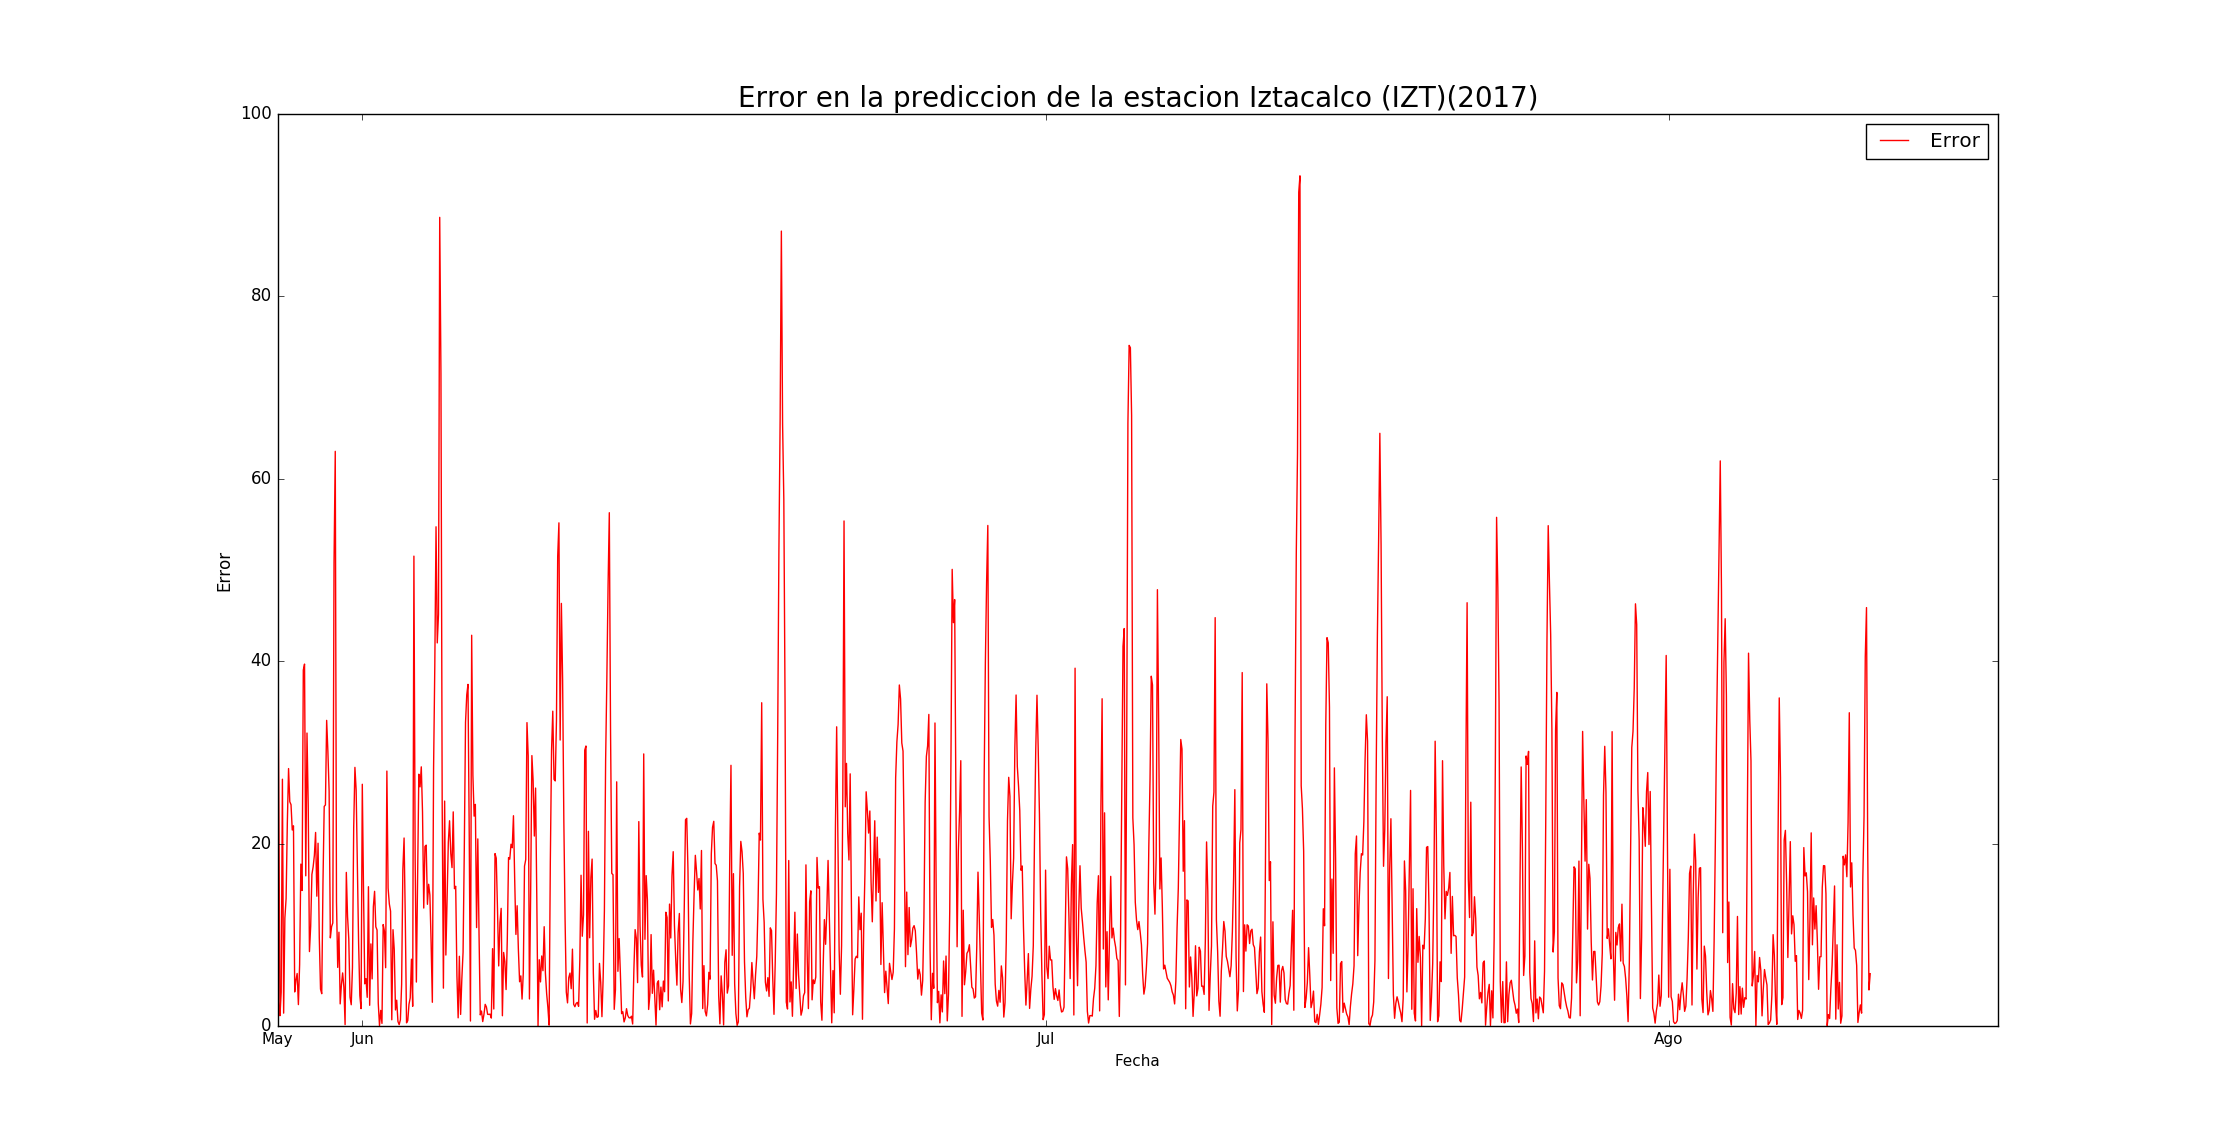 Error en la prediccion de la estacion Iztacalco (IZT)(2017)
100
Error
80
60
Error
40
20
0
May Jun Jul Ago
Fecha